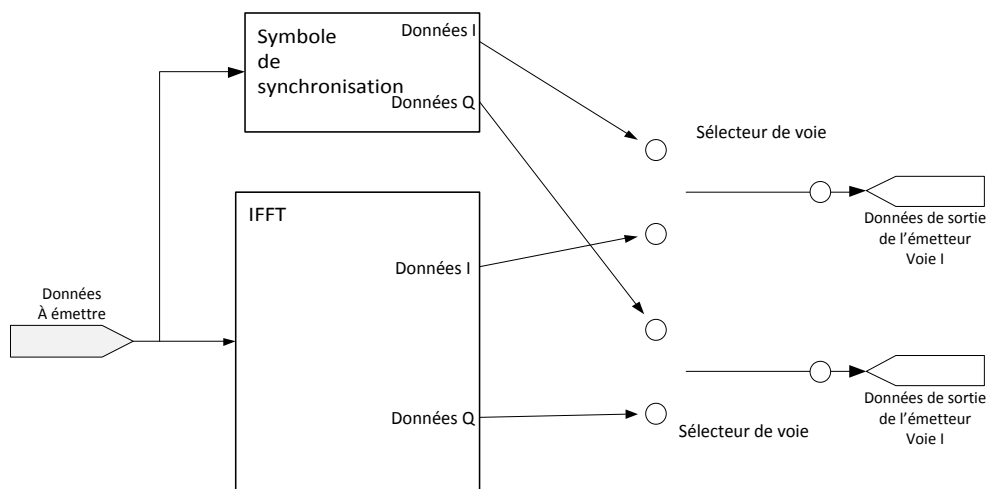 Symbole
de
synchronisation
Données I
Données Q
Sélecteur de voie
IFFT
Données de sortie
de l’émetteur
Voie I
Données I
Données
À émettre
Données Q
Sélecteur de voie
Données de sortie
de l’émetteur
Voie I